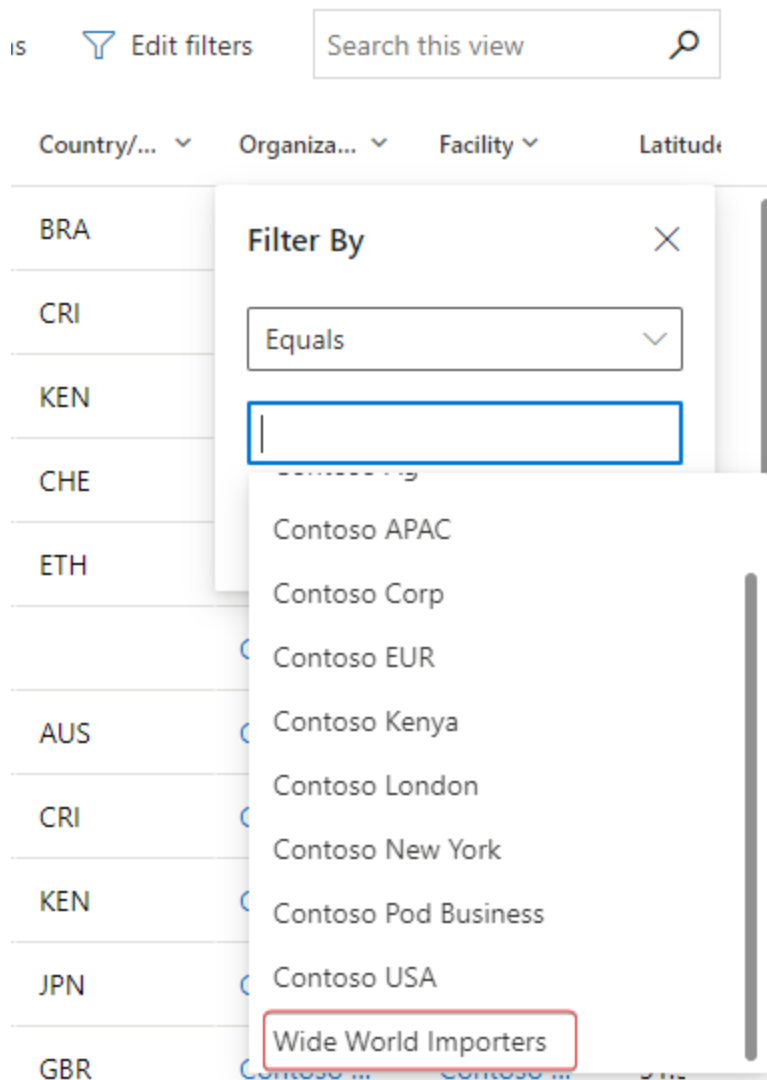 Edit filters
Search this view
Country/...
Organiza...
Facility
Latitude
BRA
Filter By
CRI
Equals
KEN
CHE
Contoso APAC
ETH
Contoso Corp
Contoso EUR
Contoso Kenya
AUS
Contoso London
CRI
Contoso New York
KEN
Contoso Pod Business
JPN
Contoso USA
Wide World Importers
GBR